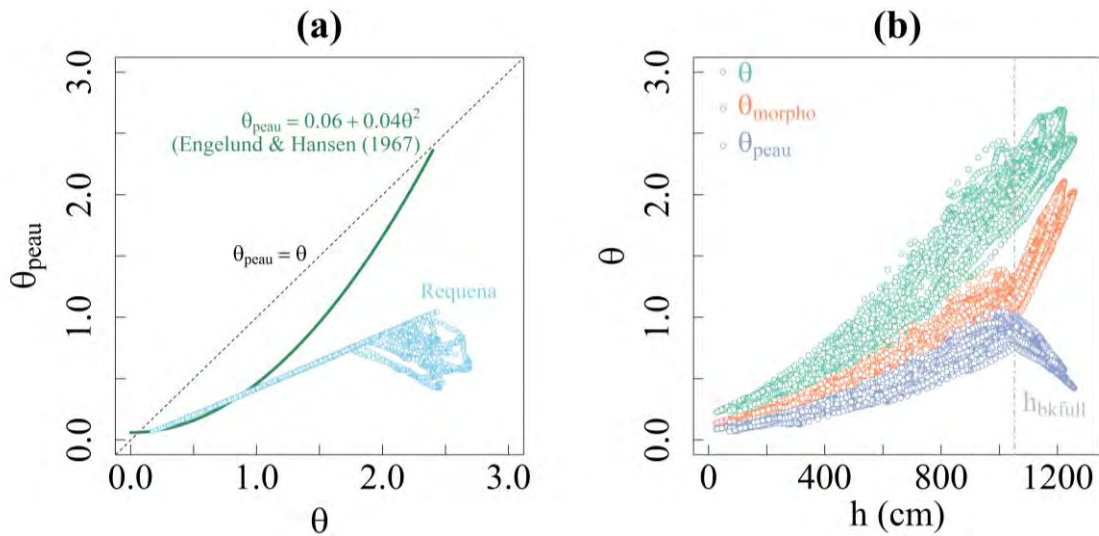 (a)
3.0
2.0
1.0
0.0
θpeau
θpeau = 0.06 + 0.04θ²
(Engelund & Hansen (1967)
θpeau = θ
Requena
0.0 1.0 2.0 3.0
θ
(b)
3.0
2.0
1.0
0.0
θ
θ
θmorpho
θpeau
hbkfull
0 400 800 1200
h (cm)